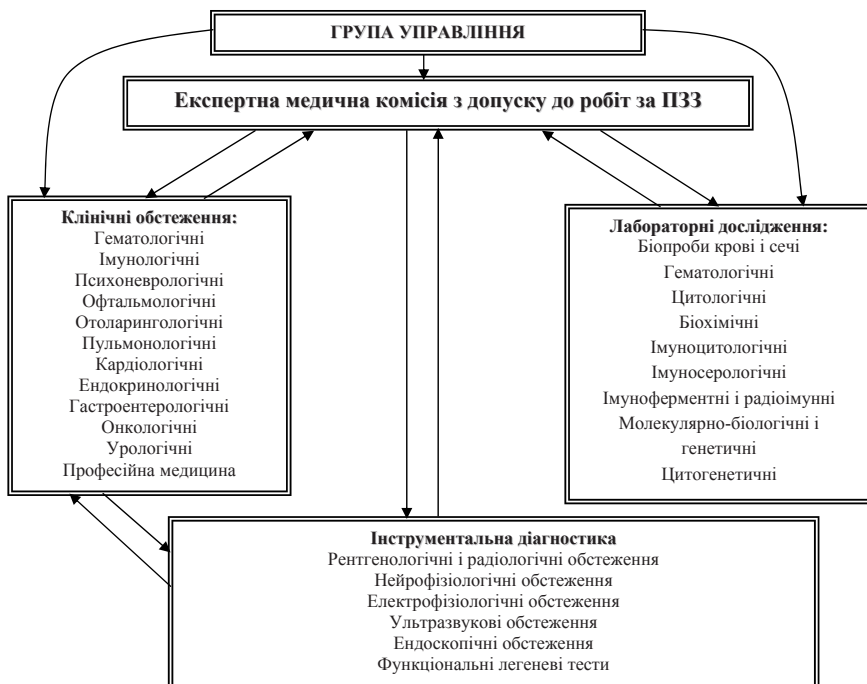 ГРУПА УПРАВЛІННЯ
Експертна медична комісія з допуску до робіт за ПЗЗ
Клінічні обстеження:
Гематологічні
Імунологічні
Психоневрологічні
Офтальмологічні
Отоларингологічні
Пульмонологічні
Кардіологічні
Ендокринологічні
Гастроентерологічні
Онкологічні
Урологічні
Професійна медицина
Лабораторні дослідження:
Біопроби крові і сечі
Гематологічні
Цитологічні
Біохімічні
Імуноцитологічні
Імуносерологічні
Імуноферментні і радіоімунні
Молекулярно-біологічні і
генетичні
Цитогенетичні
Інструментальна діагностика
Рентгенологічні і радіологічні обстеження
Нейрофізіологічні обстеження
Електрофізіологічні обстеження
Ультразвукові обстеження
Ендоскопічні обстеження
Функціональні легеневі тести